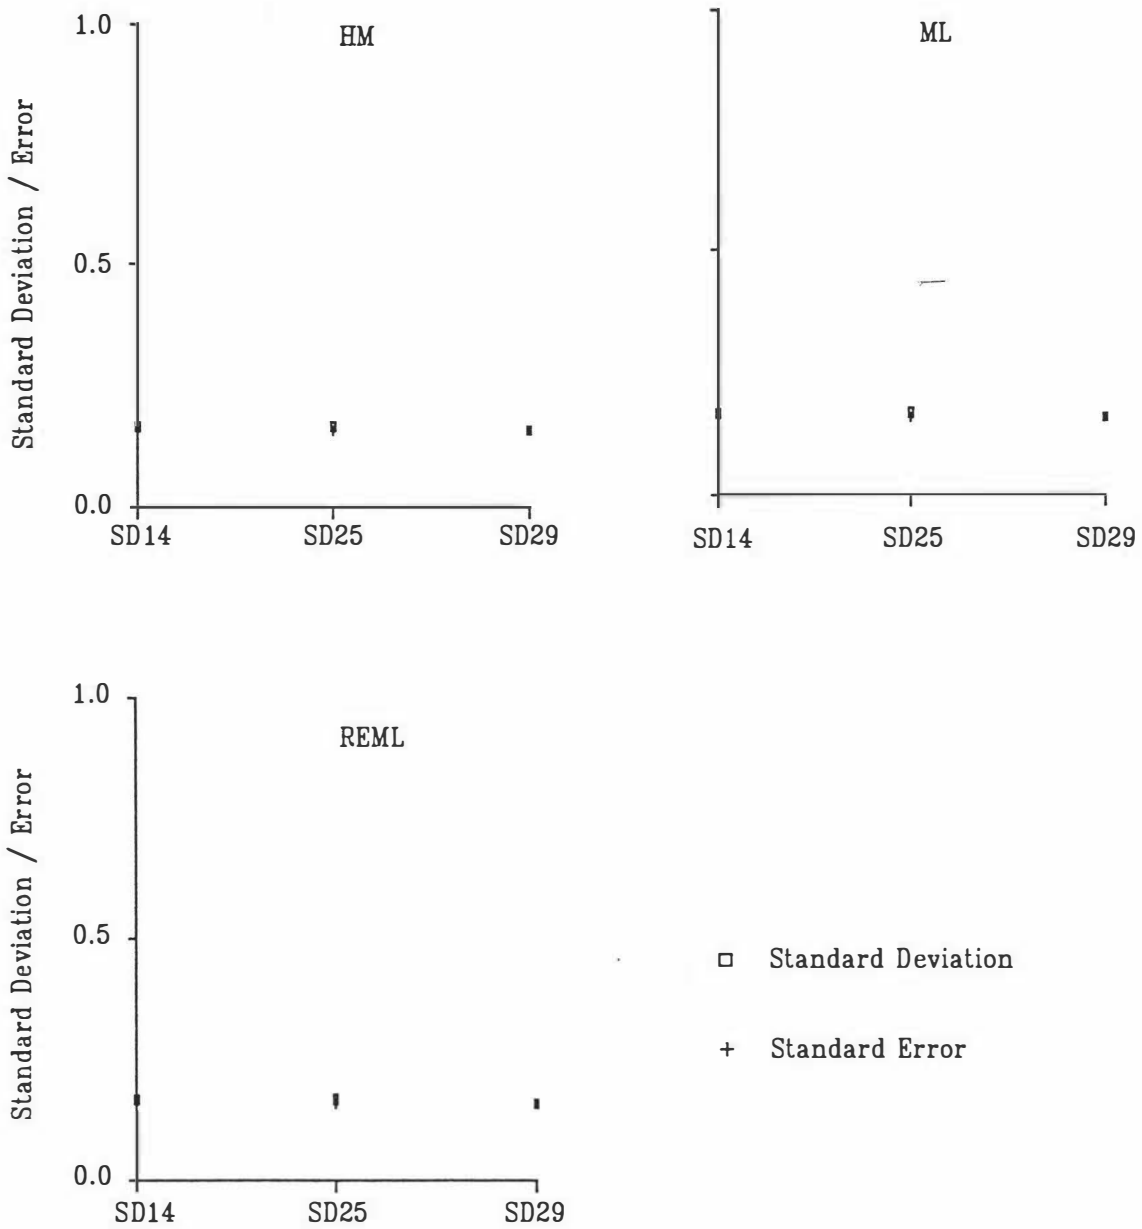 1.0
HM
Standard Deviation / Error
0.5
0.0
SD14 SD25 SD29
ML
SD14 SD25 SD29
1.0
REML
Standard Deviation / Error
0.5
0.0
SD14 SD25 SD29
Standard Deviation
+ Standard Error